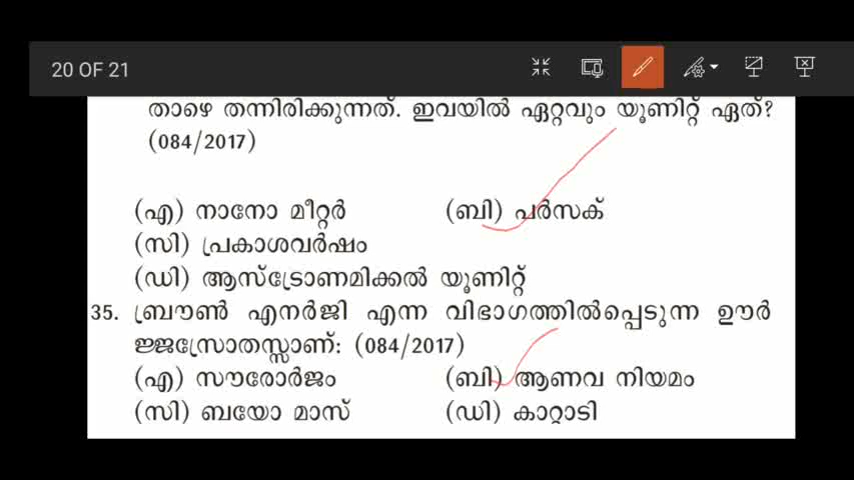 20 OF 21
താഴെ തന്നിരിക്കുന്നത്. ഇവയിൽ ഏറ്റവും യൂണിറ്റ് ഏത്?
(084/2017)
(എ) നാനോ മീറ്റർ (ബി) പർസക്
(സി) പ്രകാശവർഷം
(ഡി) ആസ്ട്രോണമിക്കൽ യൂണിറ്റ്
35. ബ്രൗൺ എനർജി എന്ന വിഭാഗത്തിൽപ്പെടുന്ന ഊർ
ജ്ജസ്രോതസ്സാണ്: (084/2017)
(എ) സൗരോർജം (ബി) ആണവ നിയമം
(സി) ബയോ മാസ് (ഡി) കാറ്റാടി